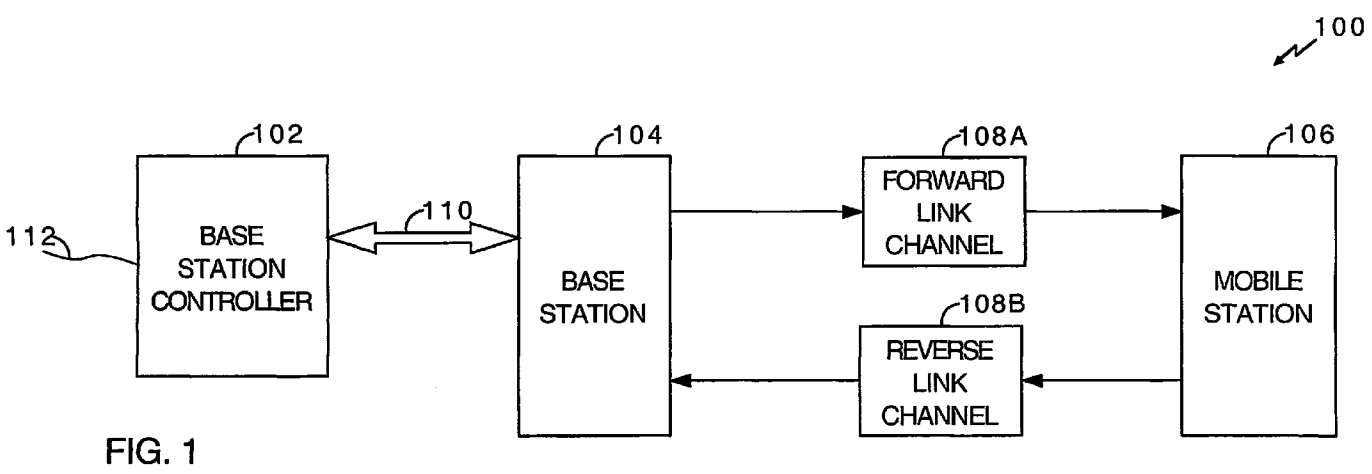 100
102
104
108A
106
FORWARD
LINK
CHANNEL
110
112
BASE
STATION
CONTROLLER
BASE
STATION
MOBILE
STATION
108B
REVERSE
LINK
CHANNEL
FIG. 1